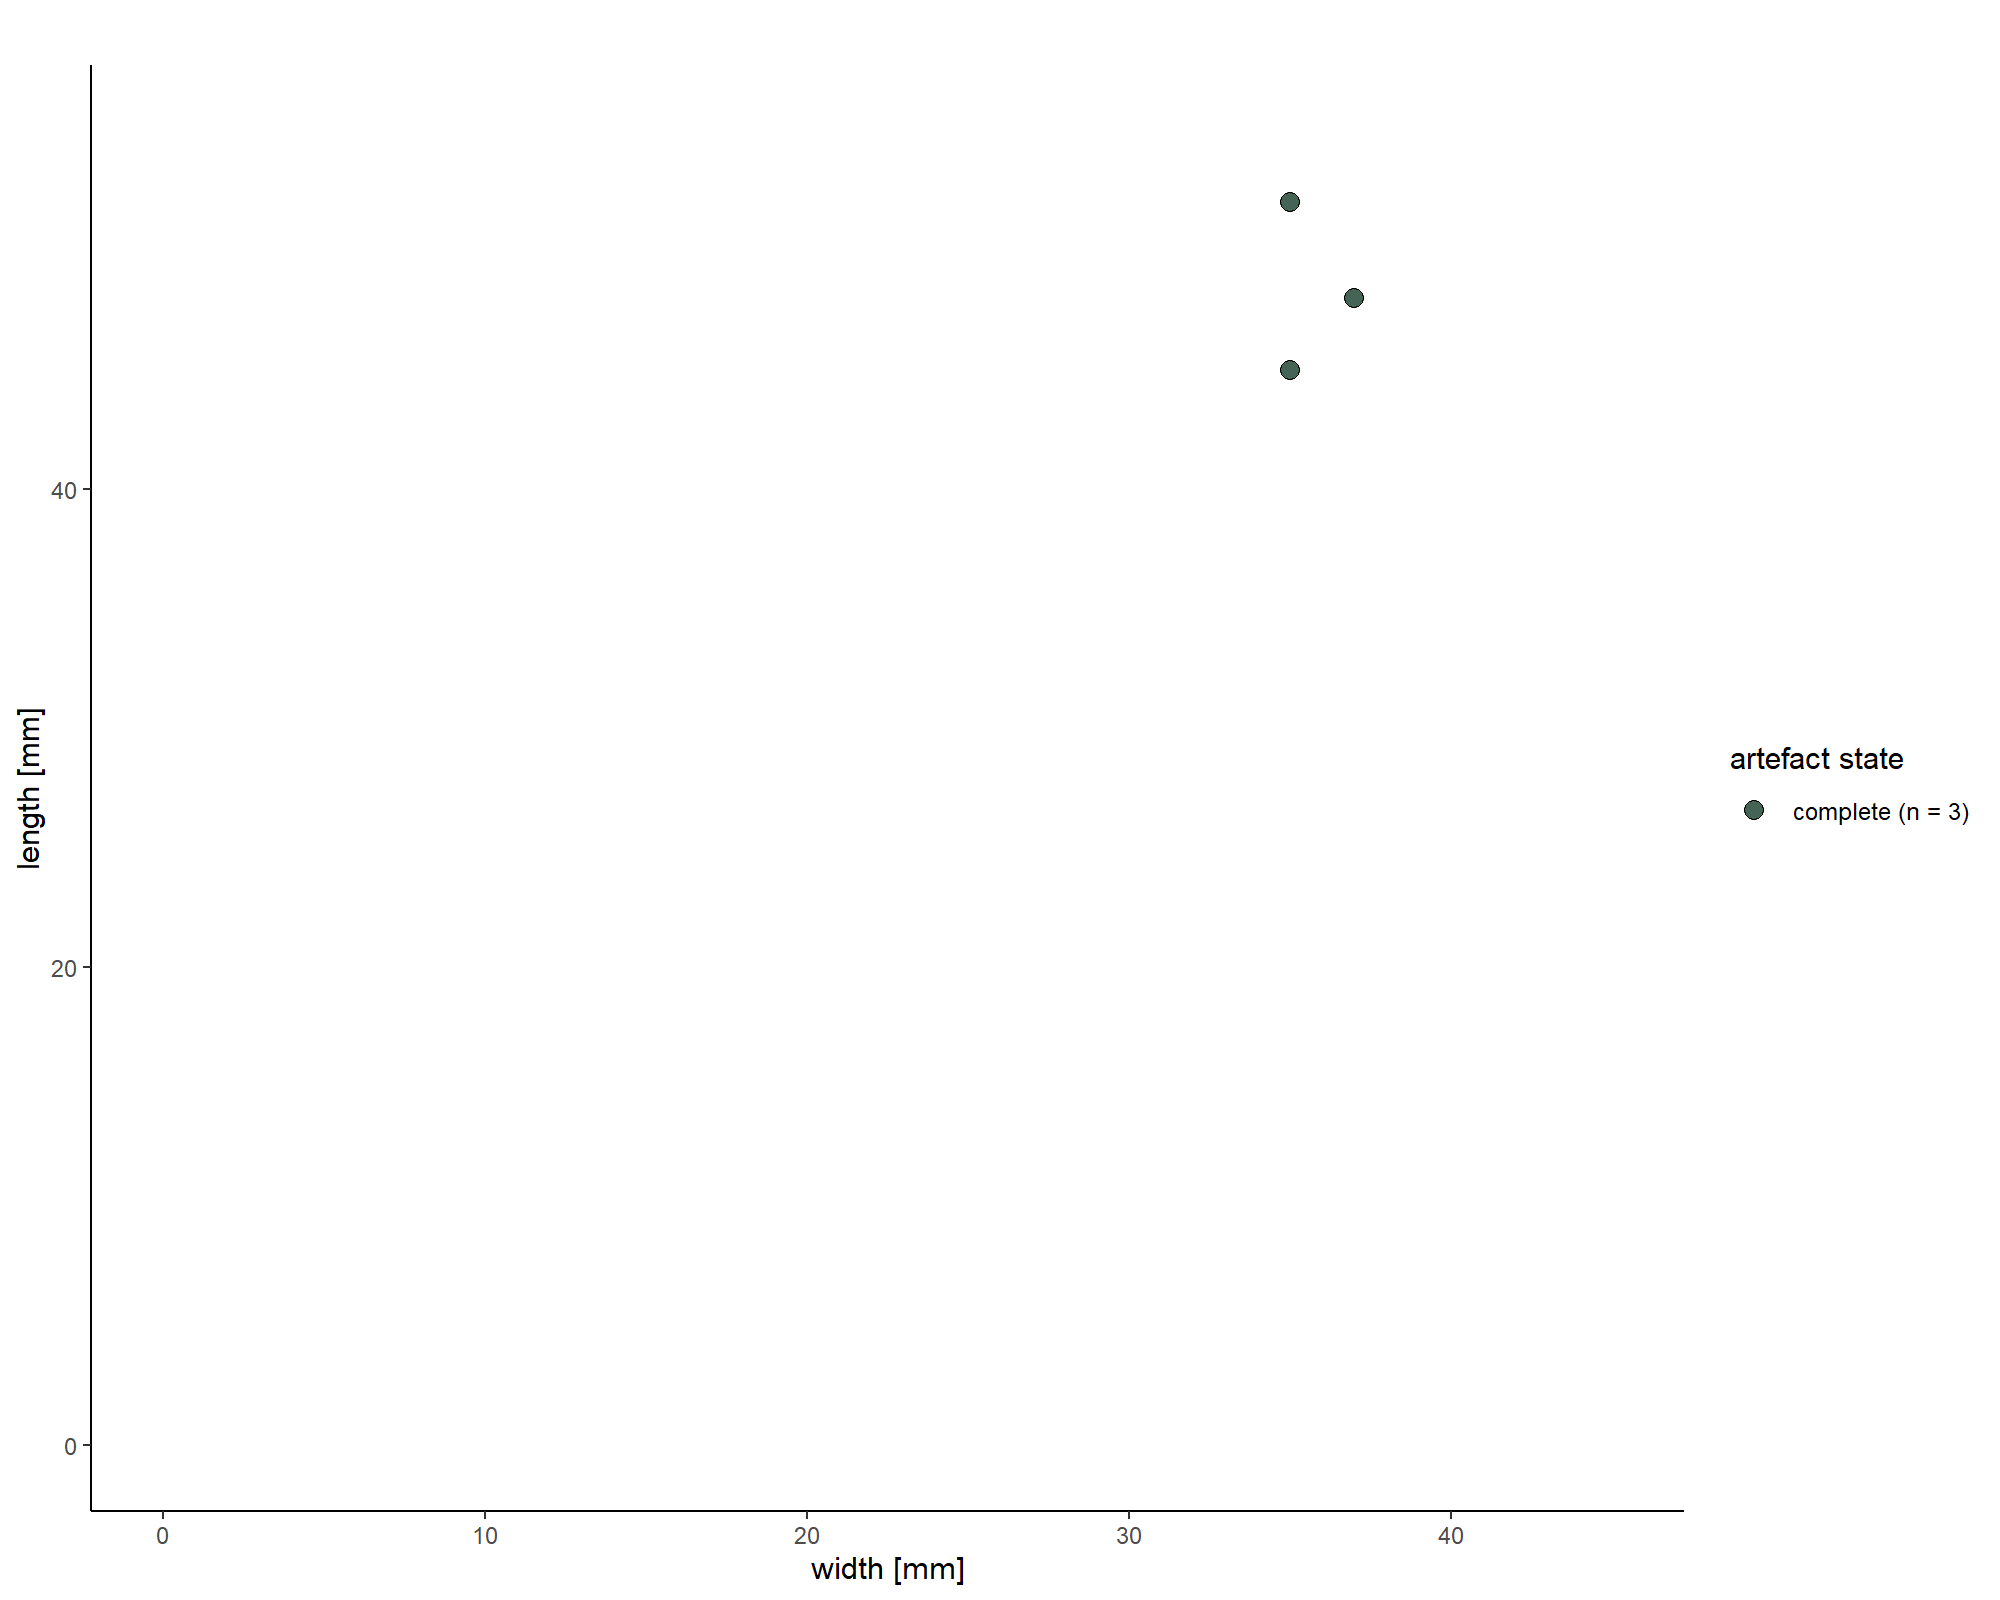 length [mm]
40
20
0
0 10 20 30 40
width [mm]
artefact state
complete (n = 3)